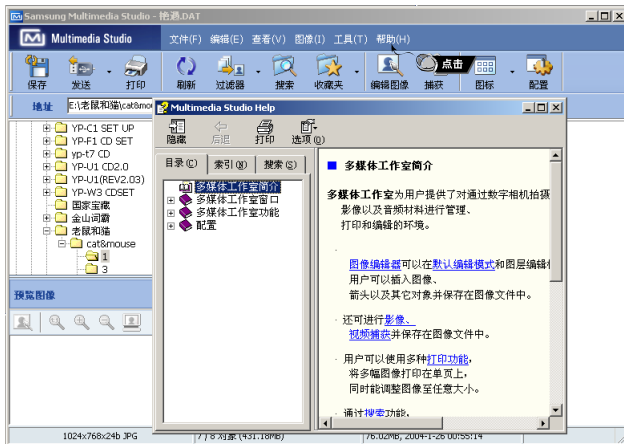 Samsung Multimedia Studio - 艳遇.DAT
Multimedia Studio
文件(F) 编辑(E) 查看(V) 图像(I) 工具(T) 帮助(H)
点击
保存 发送 打印 刷新 过滤器 搜索 收藏夹 编辑图像 捕获 图标 配置
地址 E:\老鼠和猫\cat&mou
YP-C1 SET UP
YP-F1 CD SET
yp-t7 CD
YP-U1 CD2.0
YP-U1(REV2.03)
YP-W3 CDSET
国家宝藏
金山词霸
老鼠和猫
cat&mouse
1
3
预览图像
Multimedia Studio Help
隐藏 后退 打印 选项(O)
目录(C) 索引(N) 搜索(S)
多媒体工作室简介
多媒体工作室窗口
多媒体工作室功能
配置
多媒体工作室简介
多媒体工作室为用户提供了对通过数字相机拍摄
影像以及音频材料进行管理、
打印和编辑的环境。
图像编辑器可以在默认编辑模式和图层编辑
用户可以插入图像、
箭头以及其它对象并保存在图像文件中。
还可进行影像、
视频捕获并保存在图像文件中。
用户可以使用多种打印功能，
将多幅图像打印在单页上，
同时能调整图像至任意大小。
通过搜索功能，
1024x768x24b JPG 7 / 8 对象 (431.18MB) 76.02MB, 2004-1-26 00:55:14